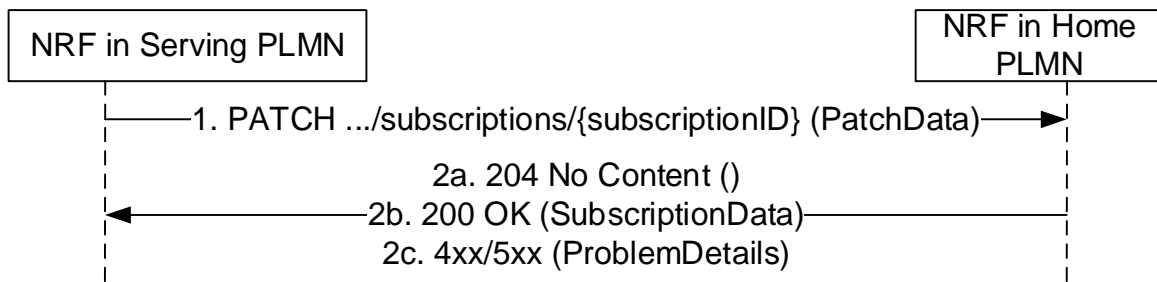 NRF in Serving PLMN
NRF in Home
PLMN
1. PATCH .../subscriptions/{subscriptionID} (PatchData)
2a. 204 No Content ()
2b. 200 OK (SubscriptionData)
2c. 4xx/5xx (ProblemDetails)